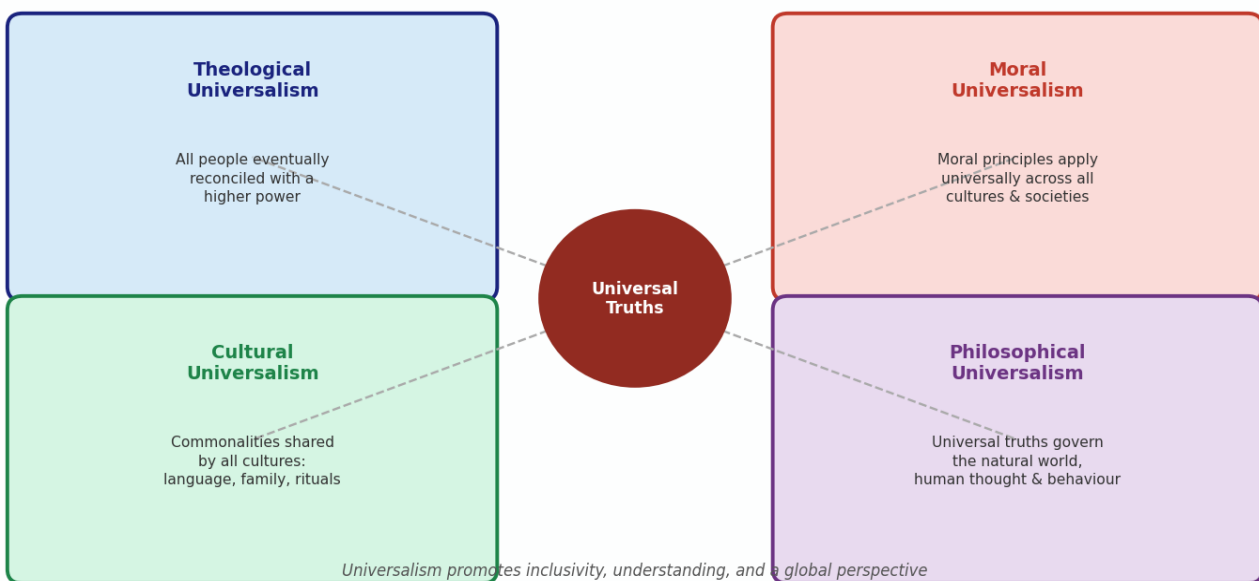 Theological
Universalism
All people eventually
reconciled with a
higher power
Moral
Universalism
Moral principles apply
universally across all
cultures & societies
Universal
Truths
Cultural
Universalism
Commonalities shared
by all cultures:
language, family, rituals
Philosophical
Universalism
Universal truths govern
the natural world,
human thought & behaviour
Universalism promotes inclusivity, understanding, and a global perspective